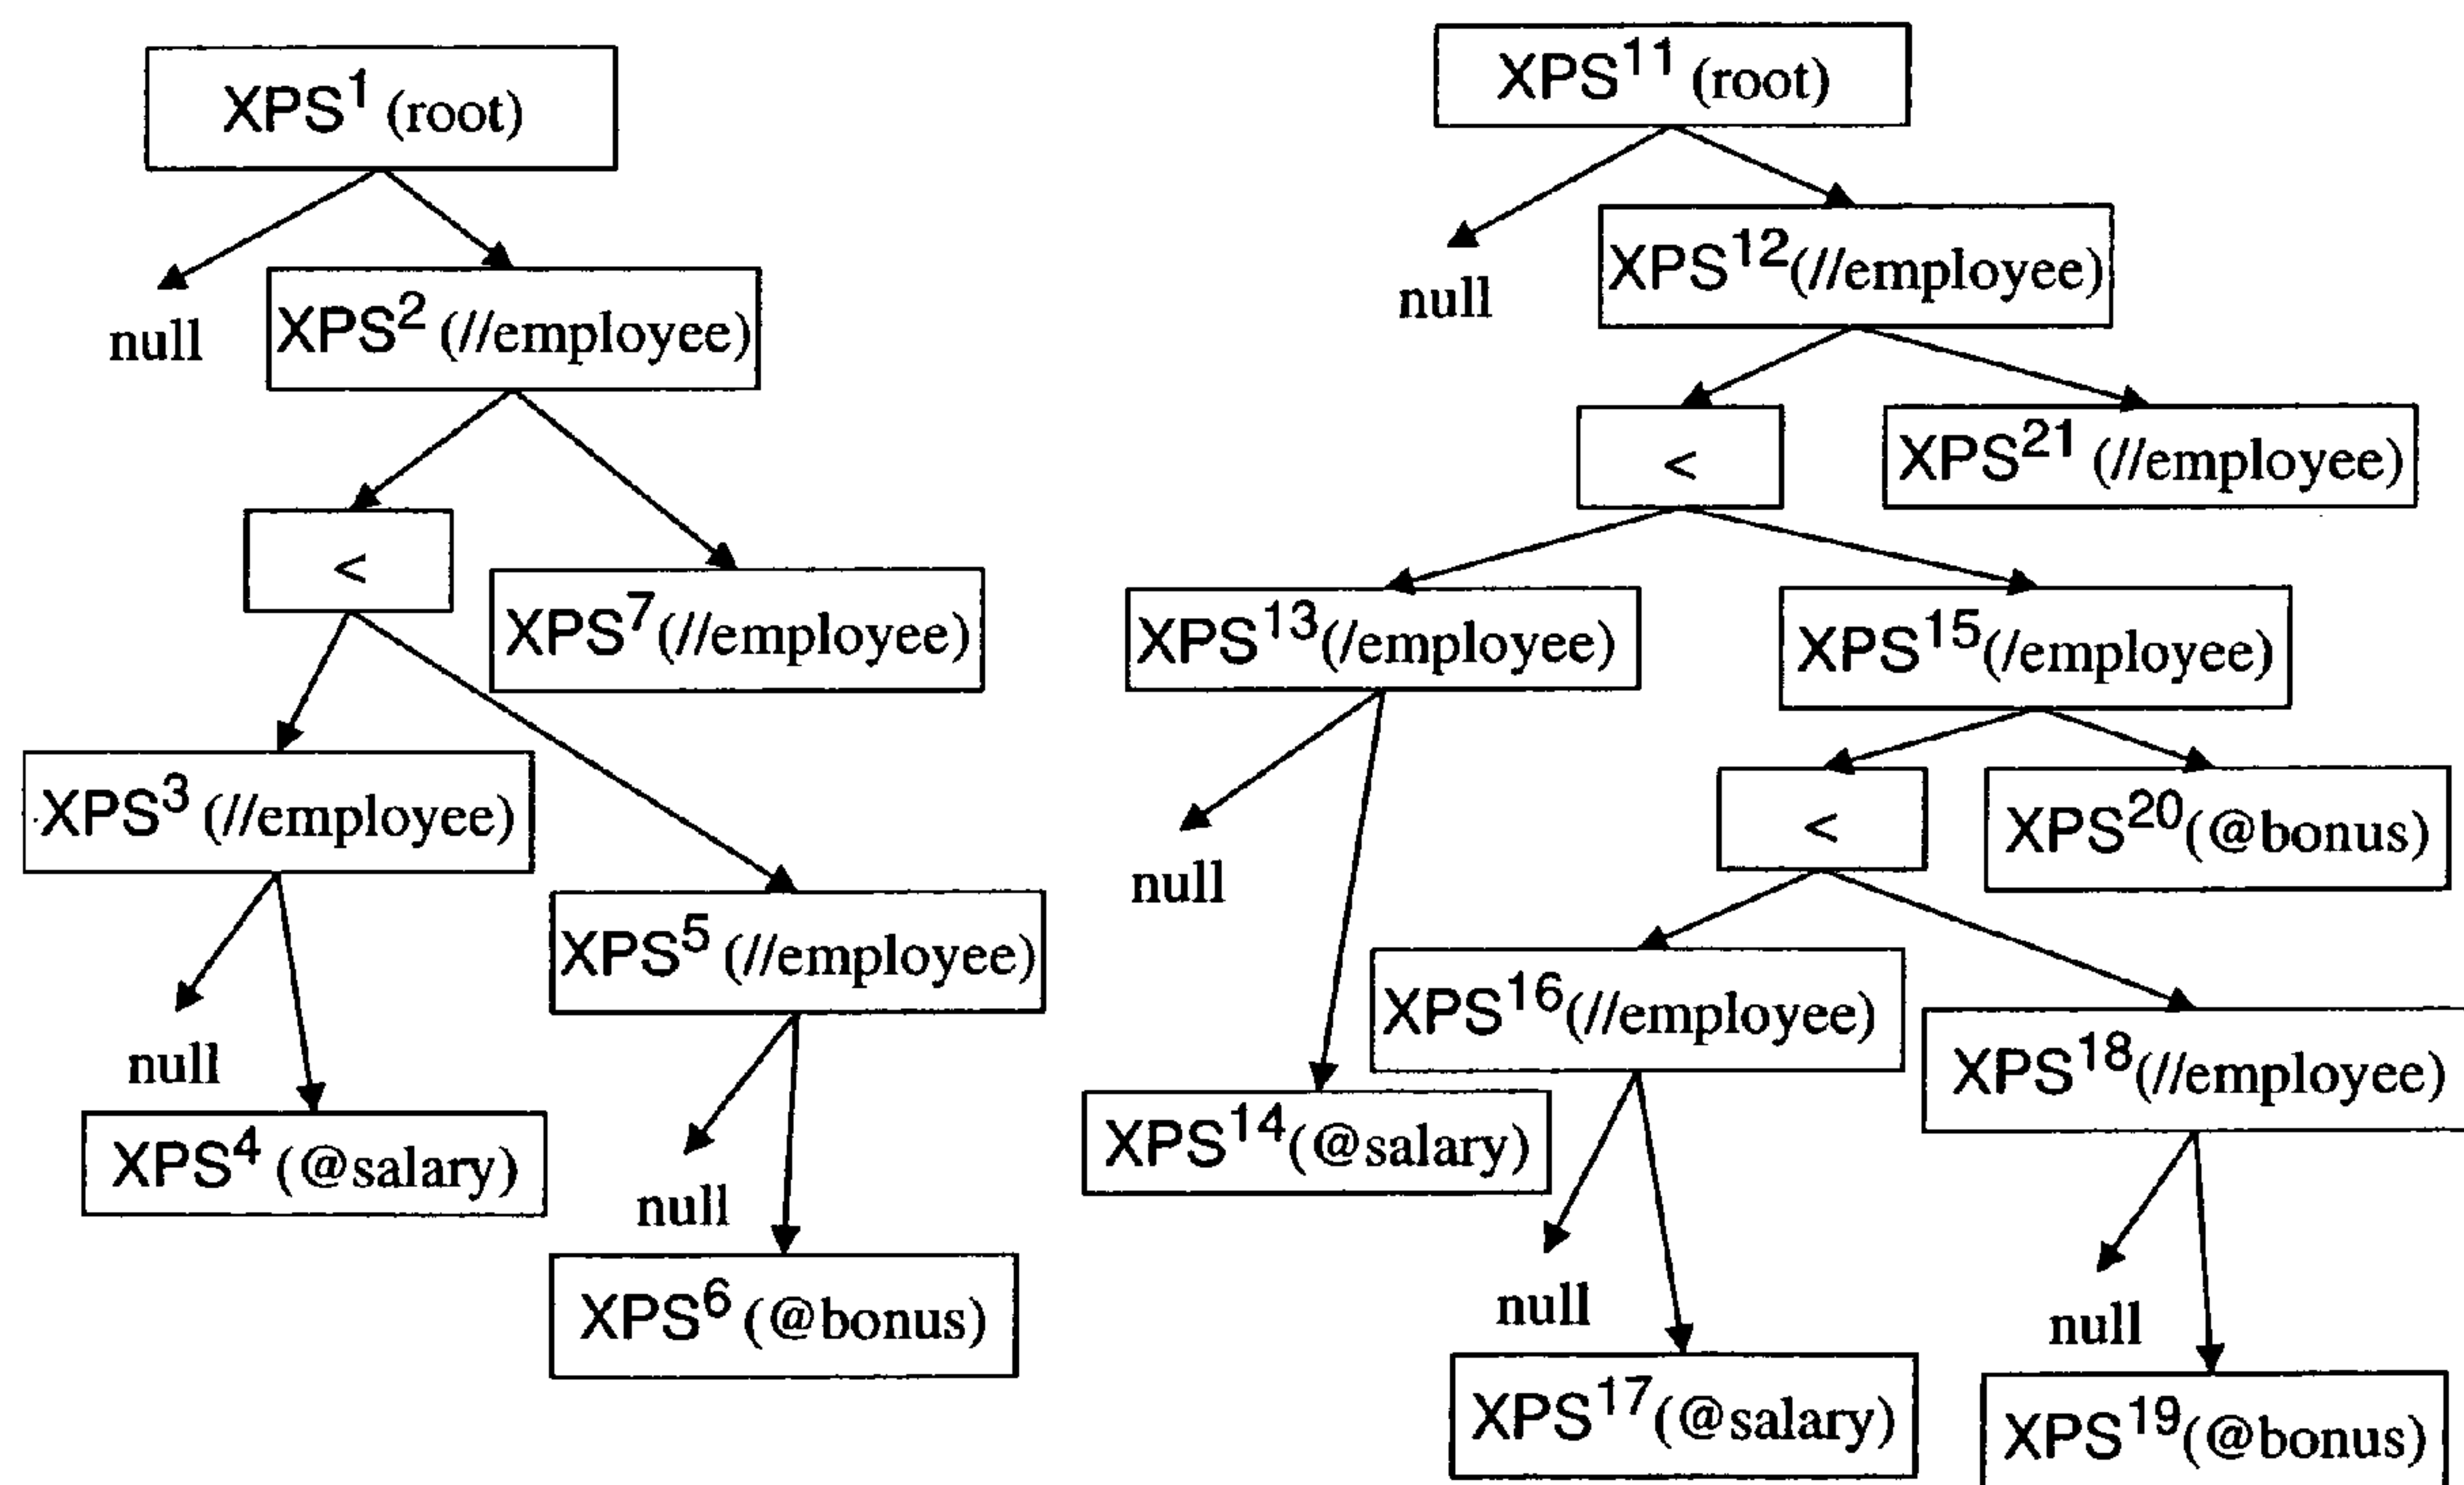 XPS1 (root)
null
XPS2 (//employee)
<
XPS7 (//employee)
XPS3 (//employee)
null
XPS4 (@salary)
XPS5 (//employee)
null
XPS6 (@bonus)
XPS11 (root)
null
XPS12(//employee)
<
XPS21 (//employee)
XPS13(/employee)
null
XPS14(@salary)
XPS15(/employee)
<
XPS20(@bonus)
XPS16(//employee)
null
XPS17(@salary)
XPS18(//employee)
null
XPS19(@bonus)